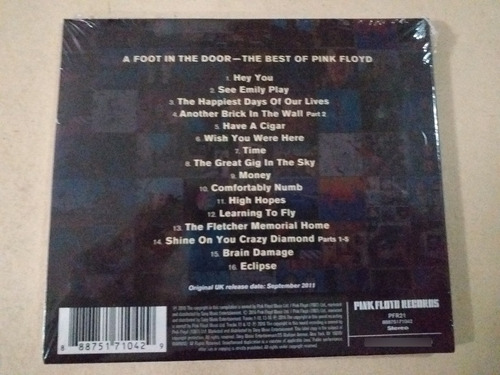 A FOOT IN THE DOOR—THE BEST OF PINK FLOYD
1. Hey You
2. See Emily Play
3. The Happiest Days Of Our Lives
4. Another Brick In The Wall Part 2
5. Have A Cigar
6. Wish You Were Here
7. Time
8. The Great Gig In The Sky
9. Money
10. Comfortably Numb
11. High Hopes
12. Learning To Fly
13. The Fletcher Memorial Home
14. Shine On You Crazy Diamond Parts 1-5
15. Brain Damage
16. Eclipse
Original UK release date: September 2011
8 88751 71042 9
PINK FLOYD RECORDS
PFR21
88875171042
Stereo